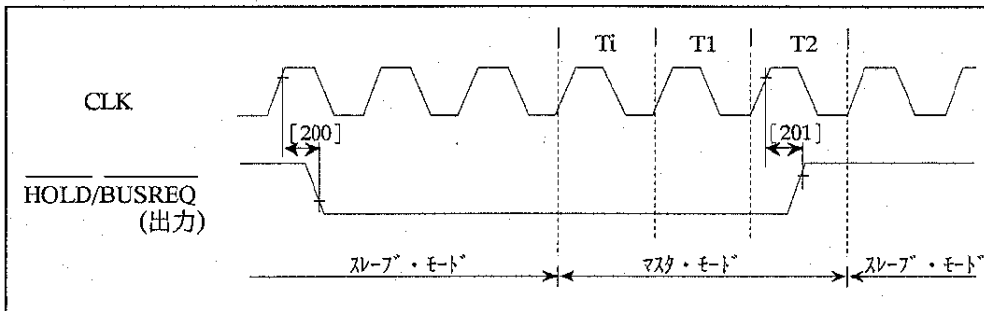 Ti T1 T2
CLK
[200] [201]
HOLD/BUSREQ
(出力)
スレーブ・モード マスタ・モード スレーブ・モード